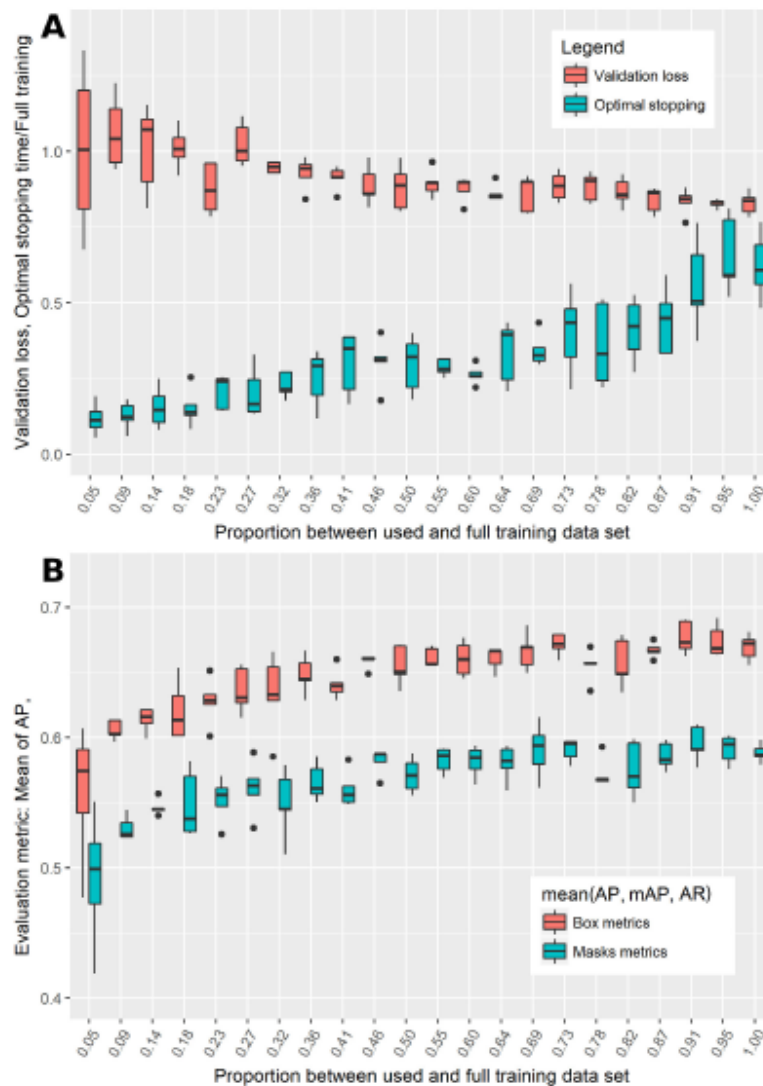 A
Validation loss, Optimal stopping time/Full training
1.0
0.5
0.0
Legend
Validation loss
Optimal stopping
0.05 0.09 0.14 0.18 0.23 0.27 0.32 0.36 0.41 0.46 0.50 0.55 0.60 0.64 0.69 0.73 0.78 0.82 0.87 0.91 0.95 1.00
Proportion between used and full training data set
B
Evaluation metric: Mean of AP,
0.7
0.6
0.5
0.4
mean(AP, mAP, AR)
Box metrics
Masks metrics
0.05 0.09 0.14 0.18 0.23 0.27 0.32 0.36 0.41 0.46 0.50 0.55 0.60 0.64 0.69 0.73 0.78 0.82 0.87 0.91 0.95 1.00
Proportion between used and full training data set